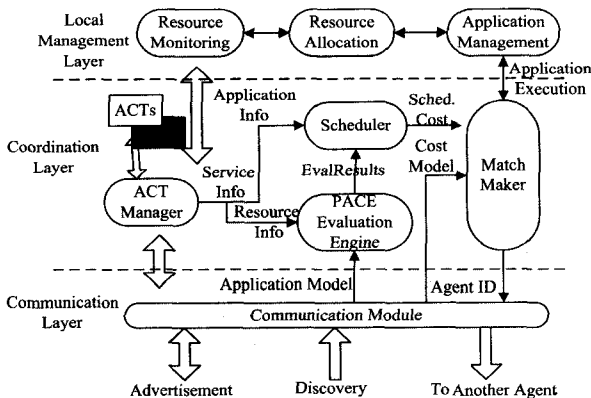 Local
Management
Layer
Resource
Monitoring
Resource
Allocation
Application
Management
Application
Execution
ACTs
Application
Info
Sched.
Cost
Scheduler
Coordination
Layer
Cost
Model
Match
Maker
EvalResults
Service
Info
ACT
Manager
Resource
Info
PACE
Evaluation
Engine
Application Model
Agent ID
Communication
Layer
Communication Module
Advertisement
Discovery
To Another Agent